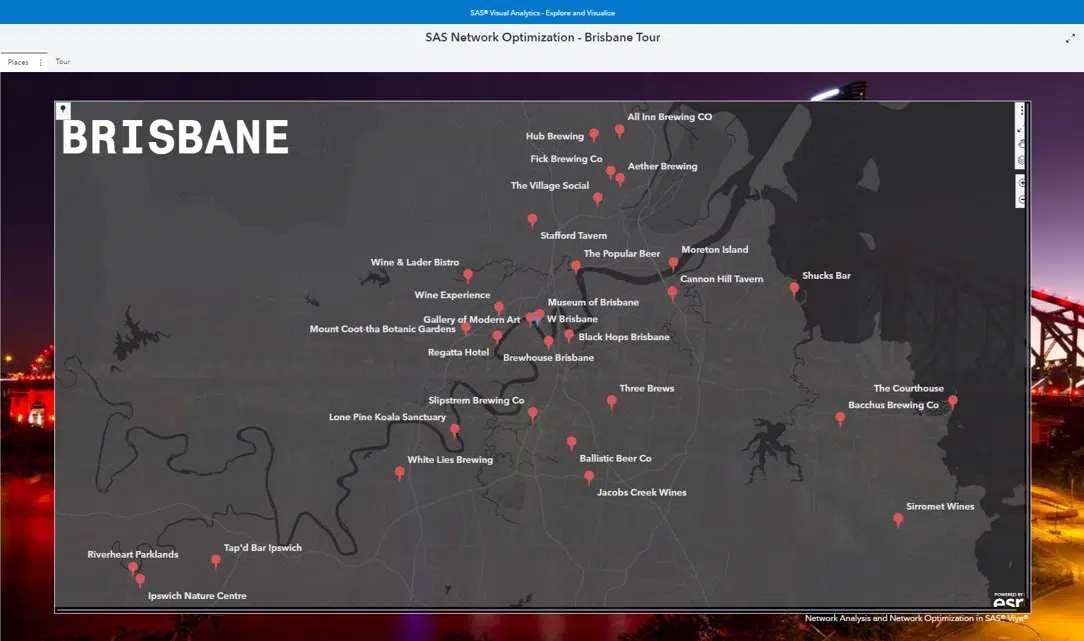 SAS® Visual Analytics - Explore and Visualize
SAS Network Optimization - Brisbane Tour
Places
Tour
BRISBANE
All Inn Brewing CO
Hub Brewing
Fick Brewing Co
Aether Brewing
The Village Social
Stafford Tavern
The Popular Beer
Moreton Island
Wine & Lader Bistro
Cannon Hill Tavern
Shucks Bar
Wine Experience
Museum of Brisbane
Gallery of Modern Art
W Brisbane
Mount Coot-tha Botanic Gardens
Black Hops Brisbane
Regatta Hotel
Brewhouse Brisbane
Three Brews
The Courthouse
Slipstrem Brewing Co
Bacchus Brewing Co
Lone Pine Koala Sanctuary
White Lies Brewing
Ballistic Beer Co
Jacobs Creek Wines
Sirromet Wines
Tap'd Bar Ipswich
Riverheart Parklands
Ipswich Nature Centre
POWERED BY
esri
Network Analysis and Network Optimization in SAS® Viya®